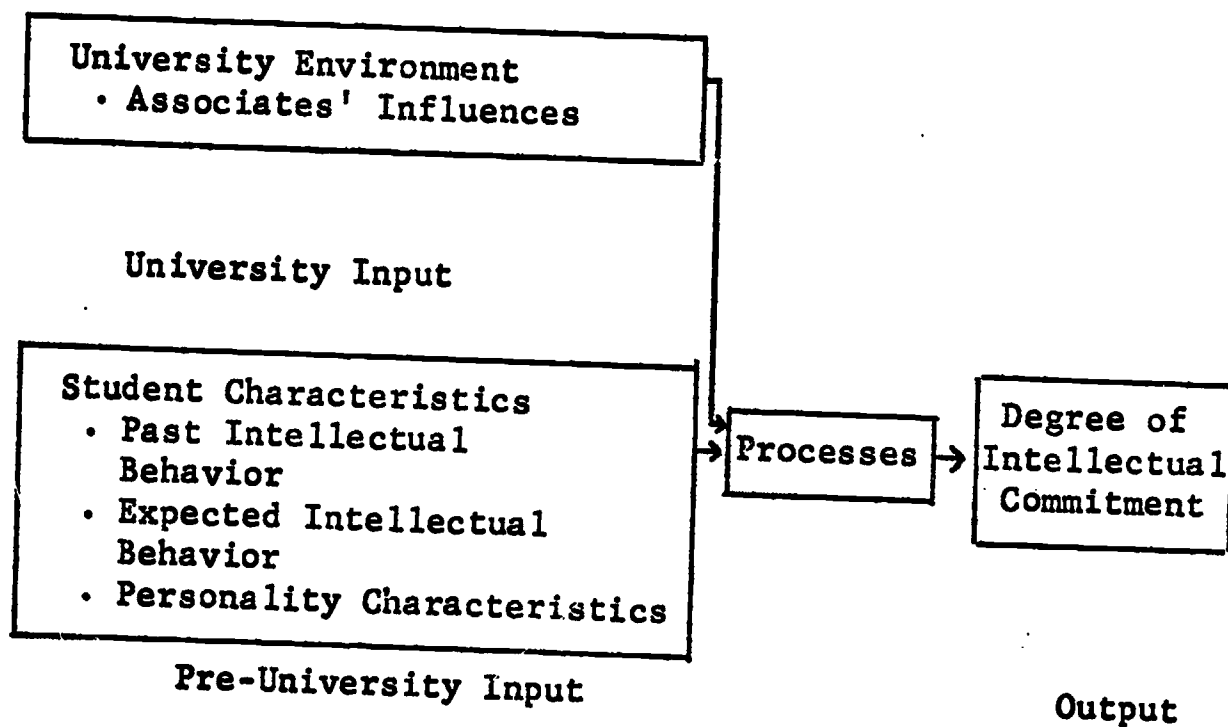 University Environment
• Associates' Influences
University Input
Student Characteristics
• Past Intellectual
Behavior
• Expected Intellectual
Behavior
• Personality Characteristics
Pre-University Input
Processes
Degree of
Intellectual
Commitment
Output